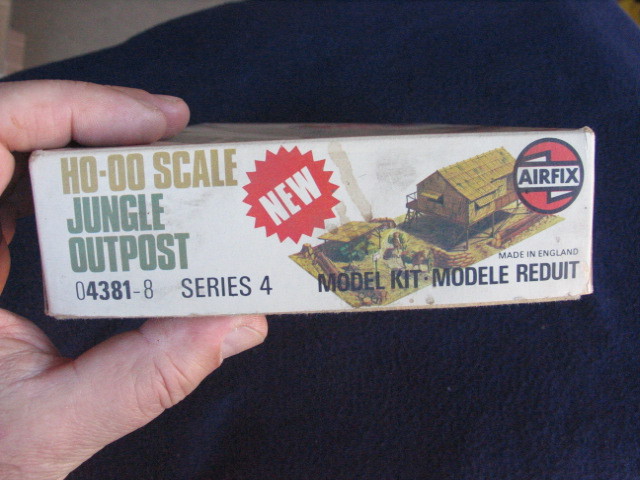 HO-OO SCALE
JUNGLE
OUTPOST
04381-8 SERIES 4
NEW
AIRFIX
MADE IN ENGLAND
MODEL KIT · MODELE REDUIT